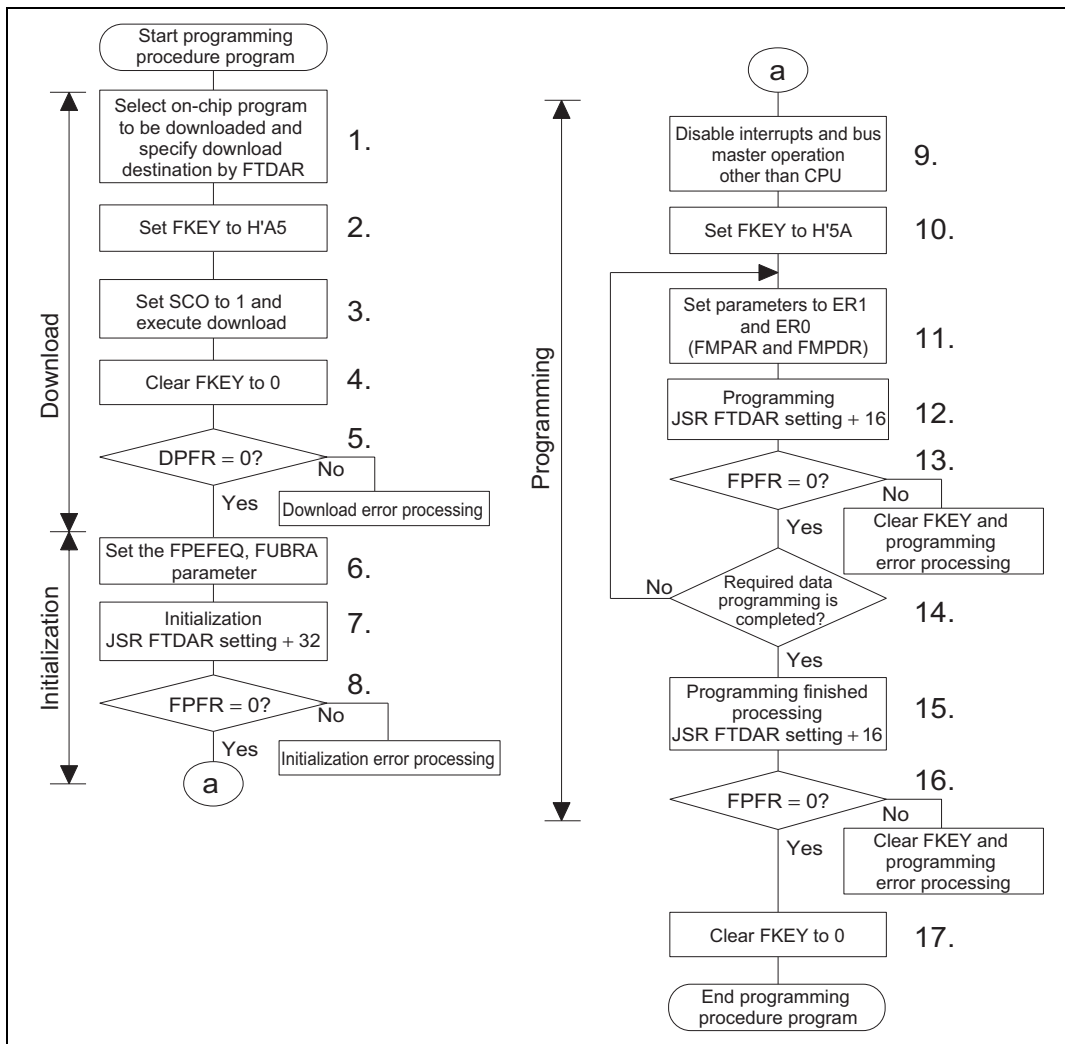 Start programming
procedure program
Select on-chip program
to be downloaded and
specify download
destination by FTDAR
1.
Set FKEY to H'A5
2.
Set SCO to 1 and
execute download
3.
Clear FKEY to 0
4.
DPFR = 0?
5.
No
Yes
Download error processing
Download
Set the FPEFEQ, FUBRA
parameter
6.
Initialization
JSR FTDAR setting + 32
7.
FPFR = 0?
8.
No
Yes
Initialization error processing
Initialization
a
a
Disable interrupts and bus
master operation
other than CPU
9.
Set FKEY to H'5A
10.
Set parameters to ER1
and ER0
(FMPAR and FMPDR)
11.
Programming
JSR FTDAR setting + 16
12.
FPFR = 0?
13.
No
Yes
Clear FKEY and
programming
error processing
Programming
No
Required data
programming is
completed?
14.
Yes
Programming finished
processing
JSR FTDAR setting + 16
15.
FPFR = 0?
16.
No
Yes
Clear FKEY and
programming
error processing
Clear FKEY to 0
17.
End programming
procedure program